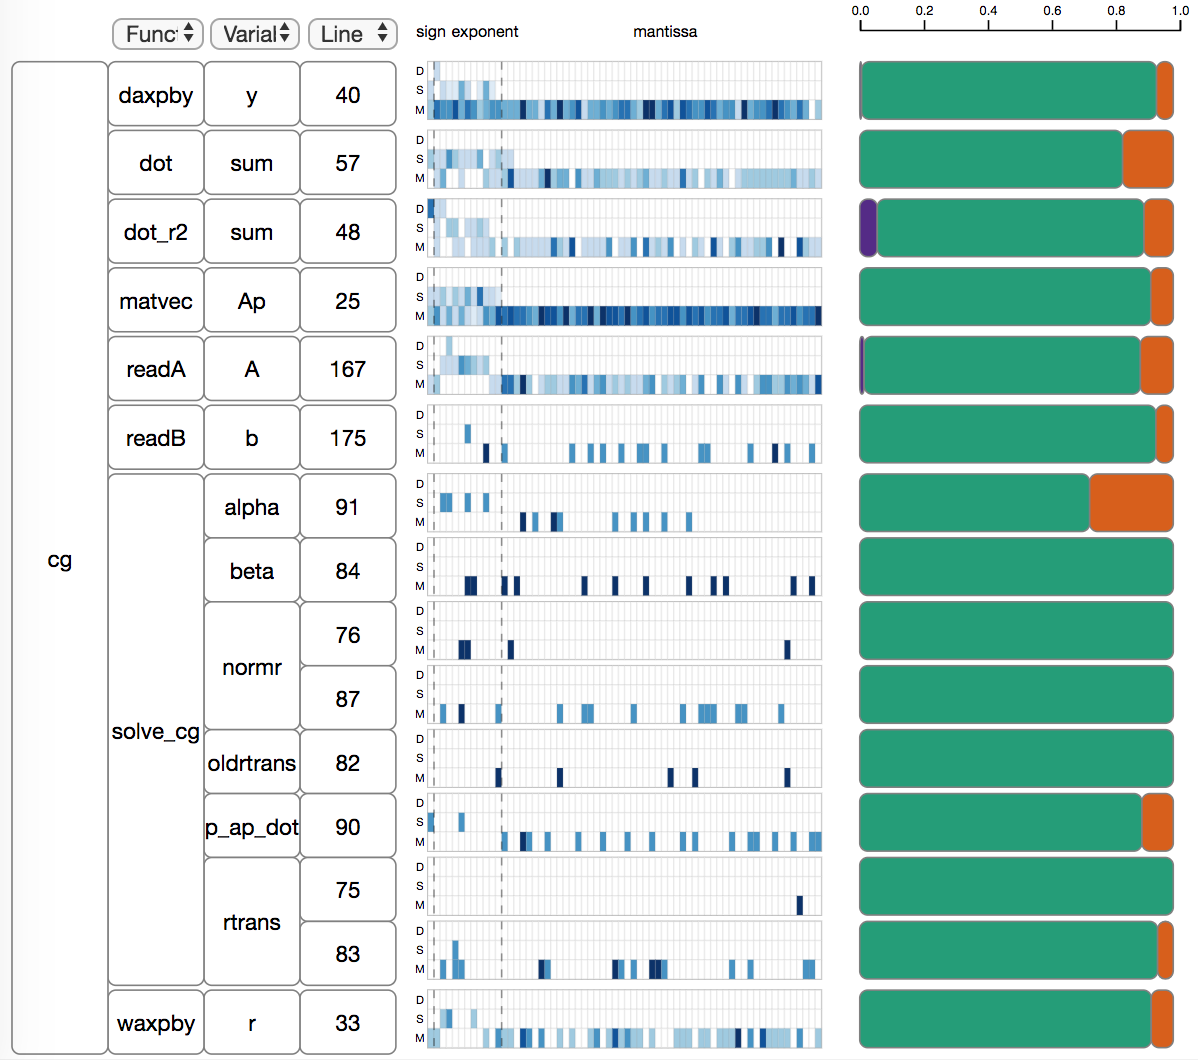 0.0 0.2 0.4 0.6 0.8 1.0
Func Varial Line sign exponent mantissa
D
daxpby y 40 S
M
D
dot sum 57 S
M
D
dot_r2 sum 48 S
M
D
matvec Ap 25 S
M
D
readA A 167 S
M
D
readB b 175 S
M
D
alpha 91 S
M
D
cg
beta 84 S
M
D
76 S
M
normr
D
87 S
M
solve_cg
D
oldrtrans 82 S
M
D
p_ap_dot 90 S
M
D
75 S
M
rtrans
D
83 S
M
D
waxpby r 33 S
M